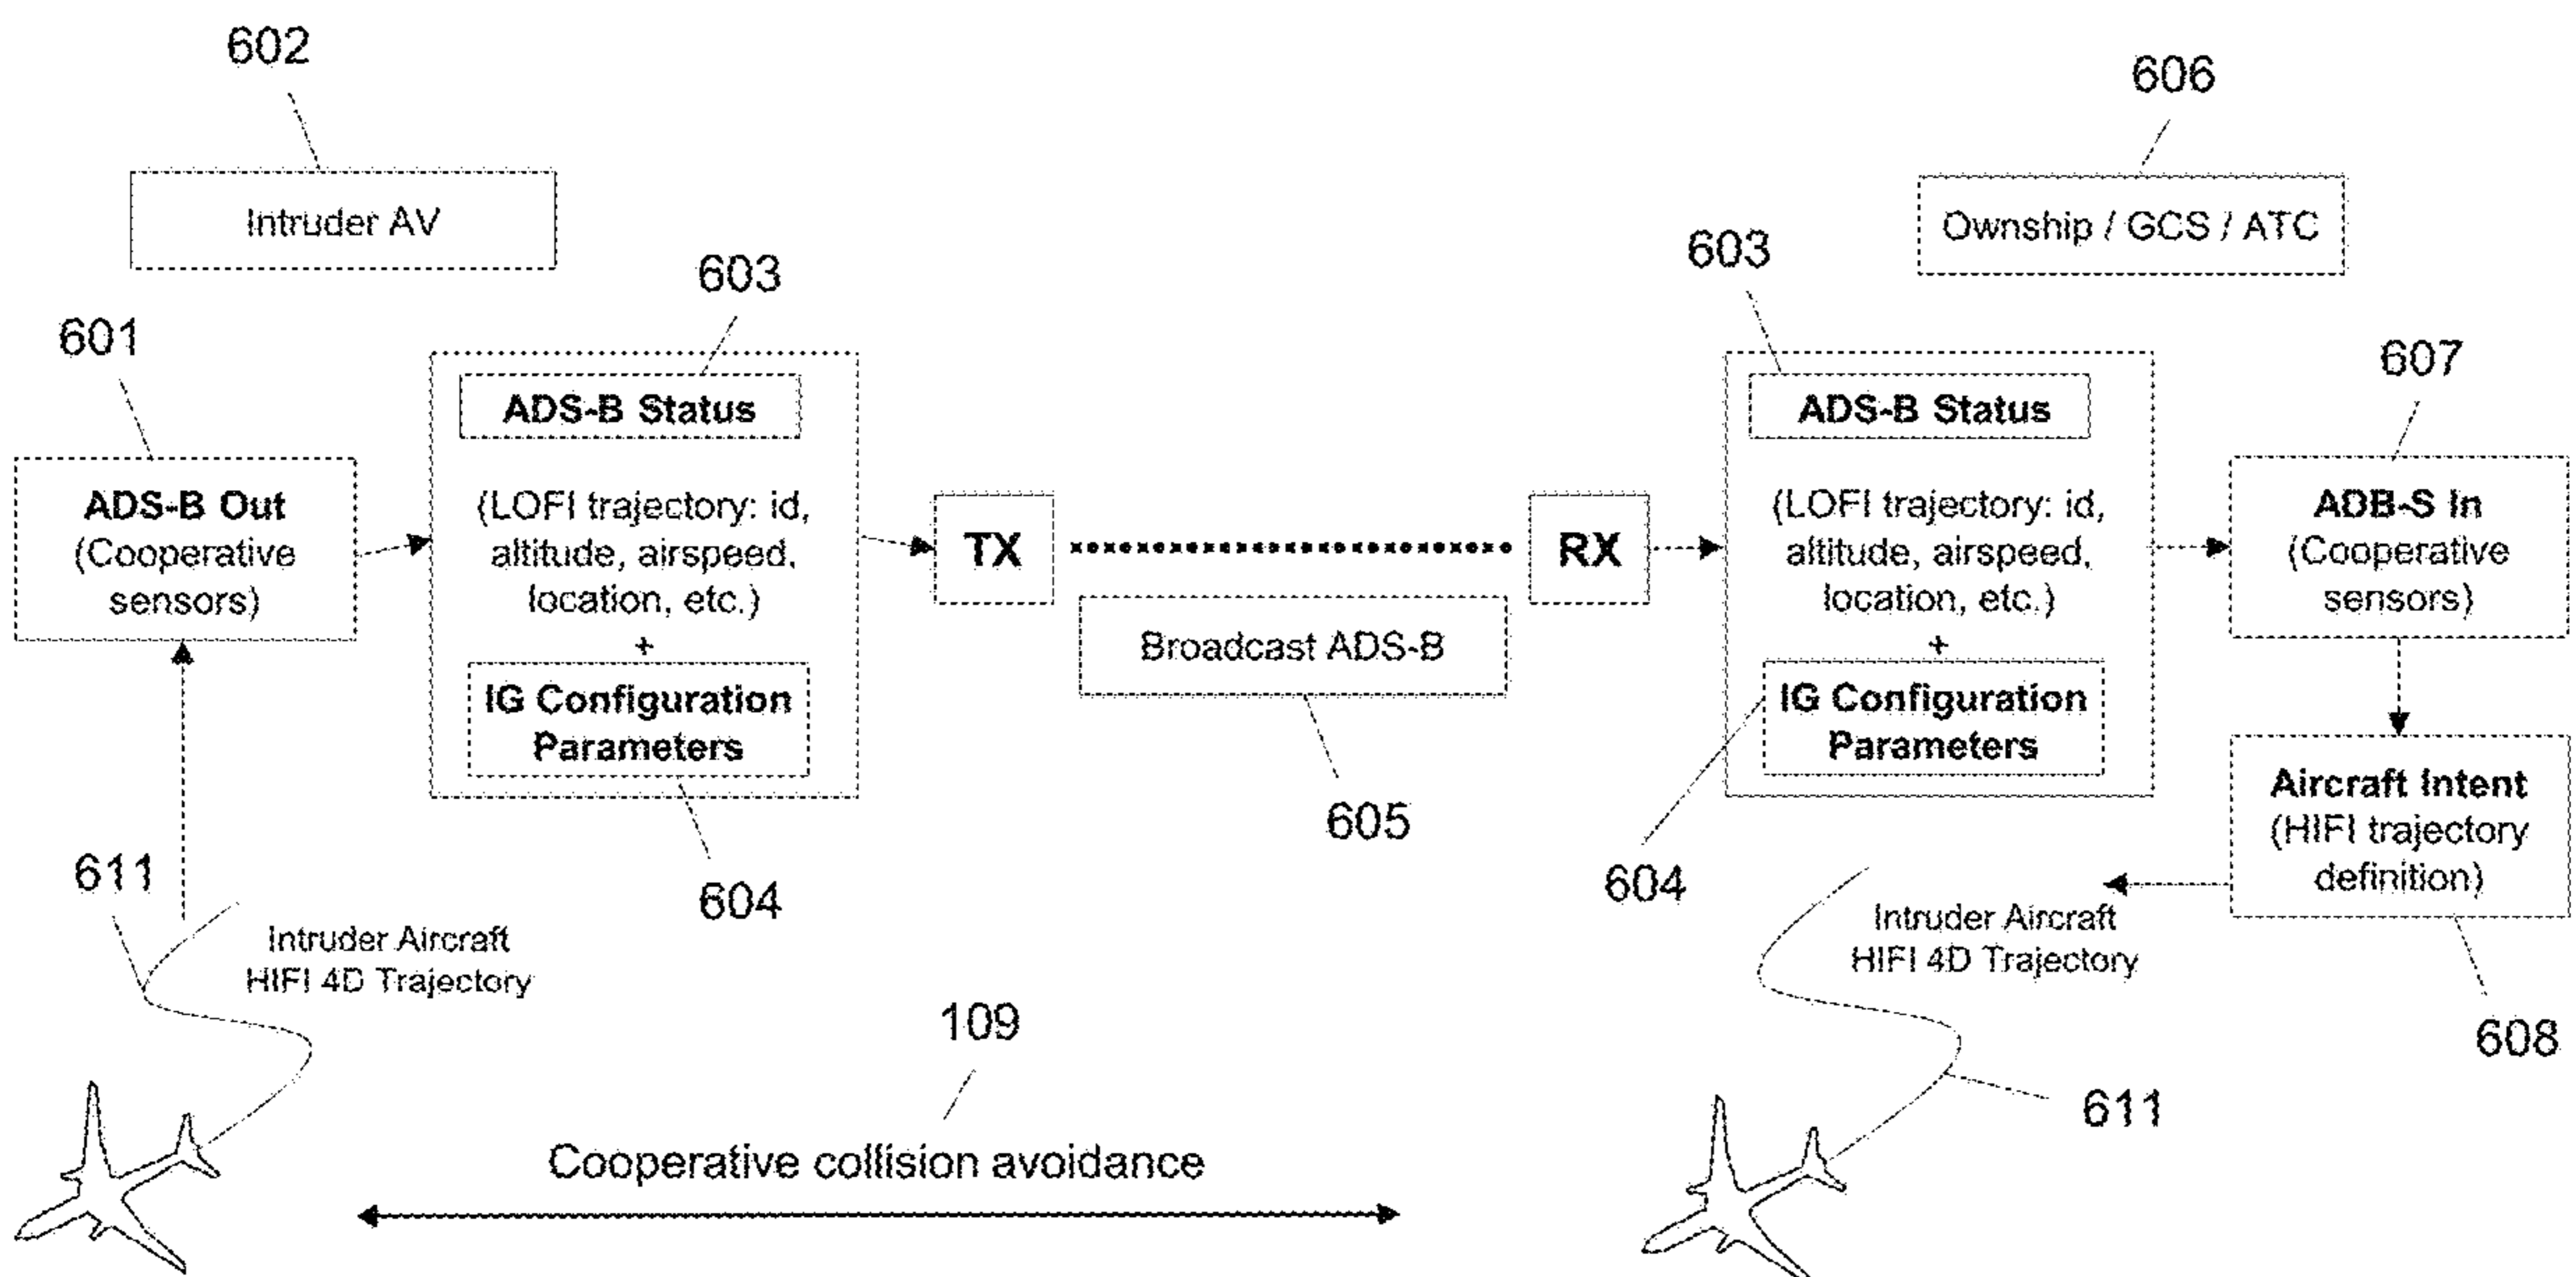 602
606
Intruder AV
Ownship / GCS / ATC
603
603
601
607
ADS-B Status
(LOFI trajectory: id,
altitude, airspeed,
location, etc.)
+
IG Configuration
Parameters
ADS-B Out
(Cooperative
sensors)
TX
RX
Broadcast ADS-B
605
ADS-B Status
(LOFI trajectory: id,
altitude, airspeed,
location, etc.)
+
IG Configuration
Parameters
ADB-S In
(Cooperative
sensors)
Aircraft Intent
(HIFI trajectory
definition)
611
604
604
Intruder Aircraft
HIFI 4D Trajectory
Intruder Aircraft
HIFI 4D Trajectory
109
608
611
Cooperative collision avoidance